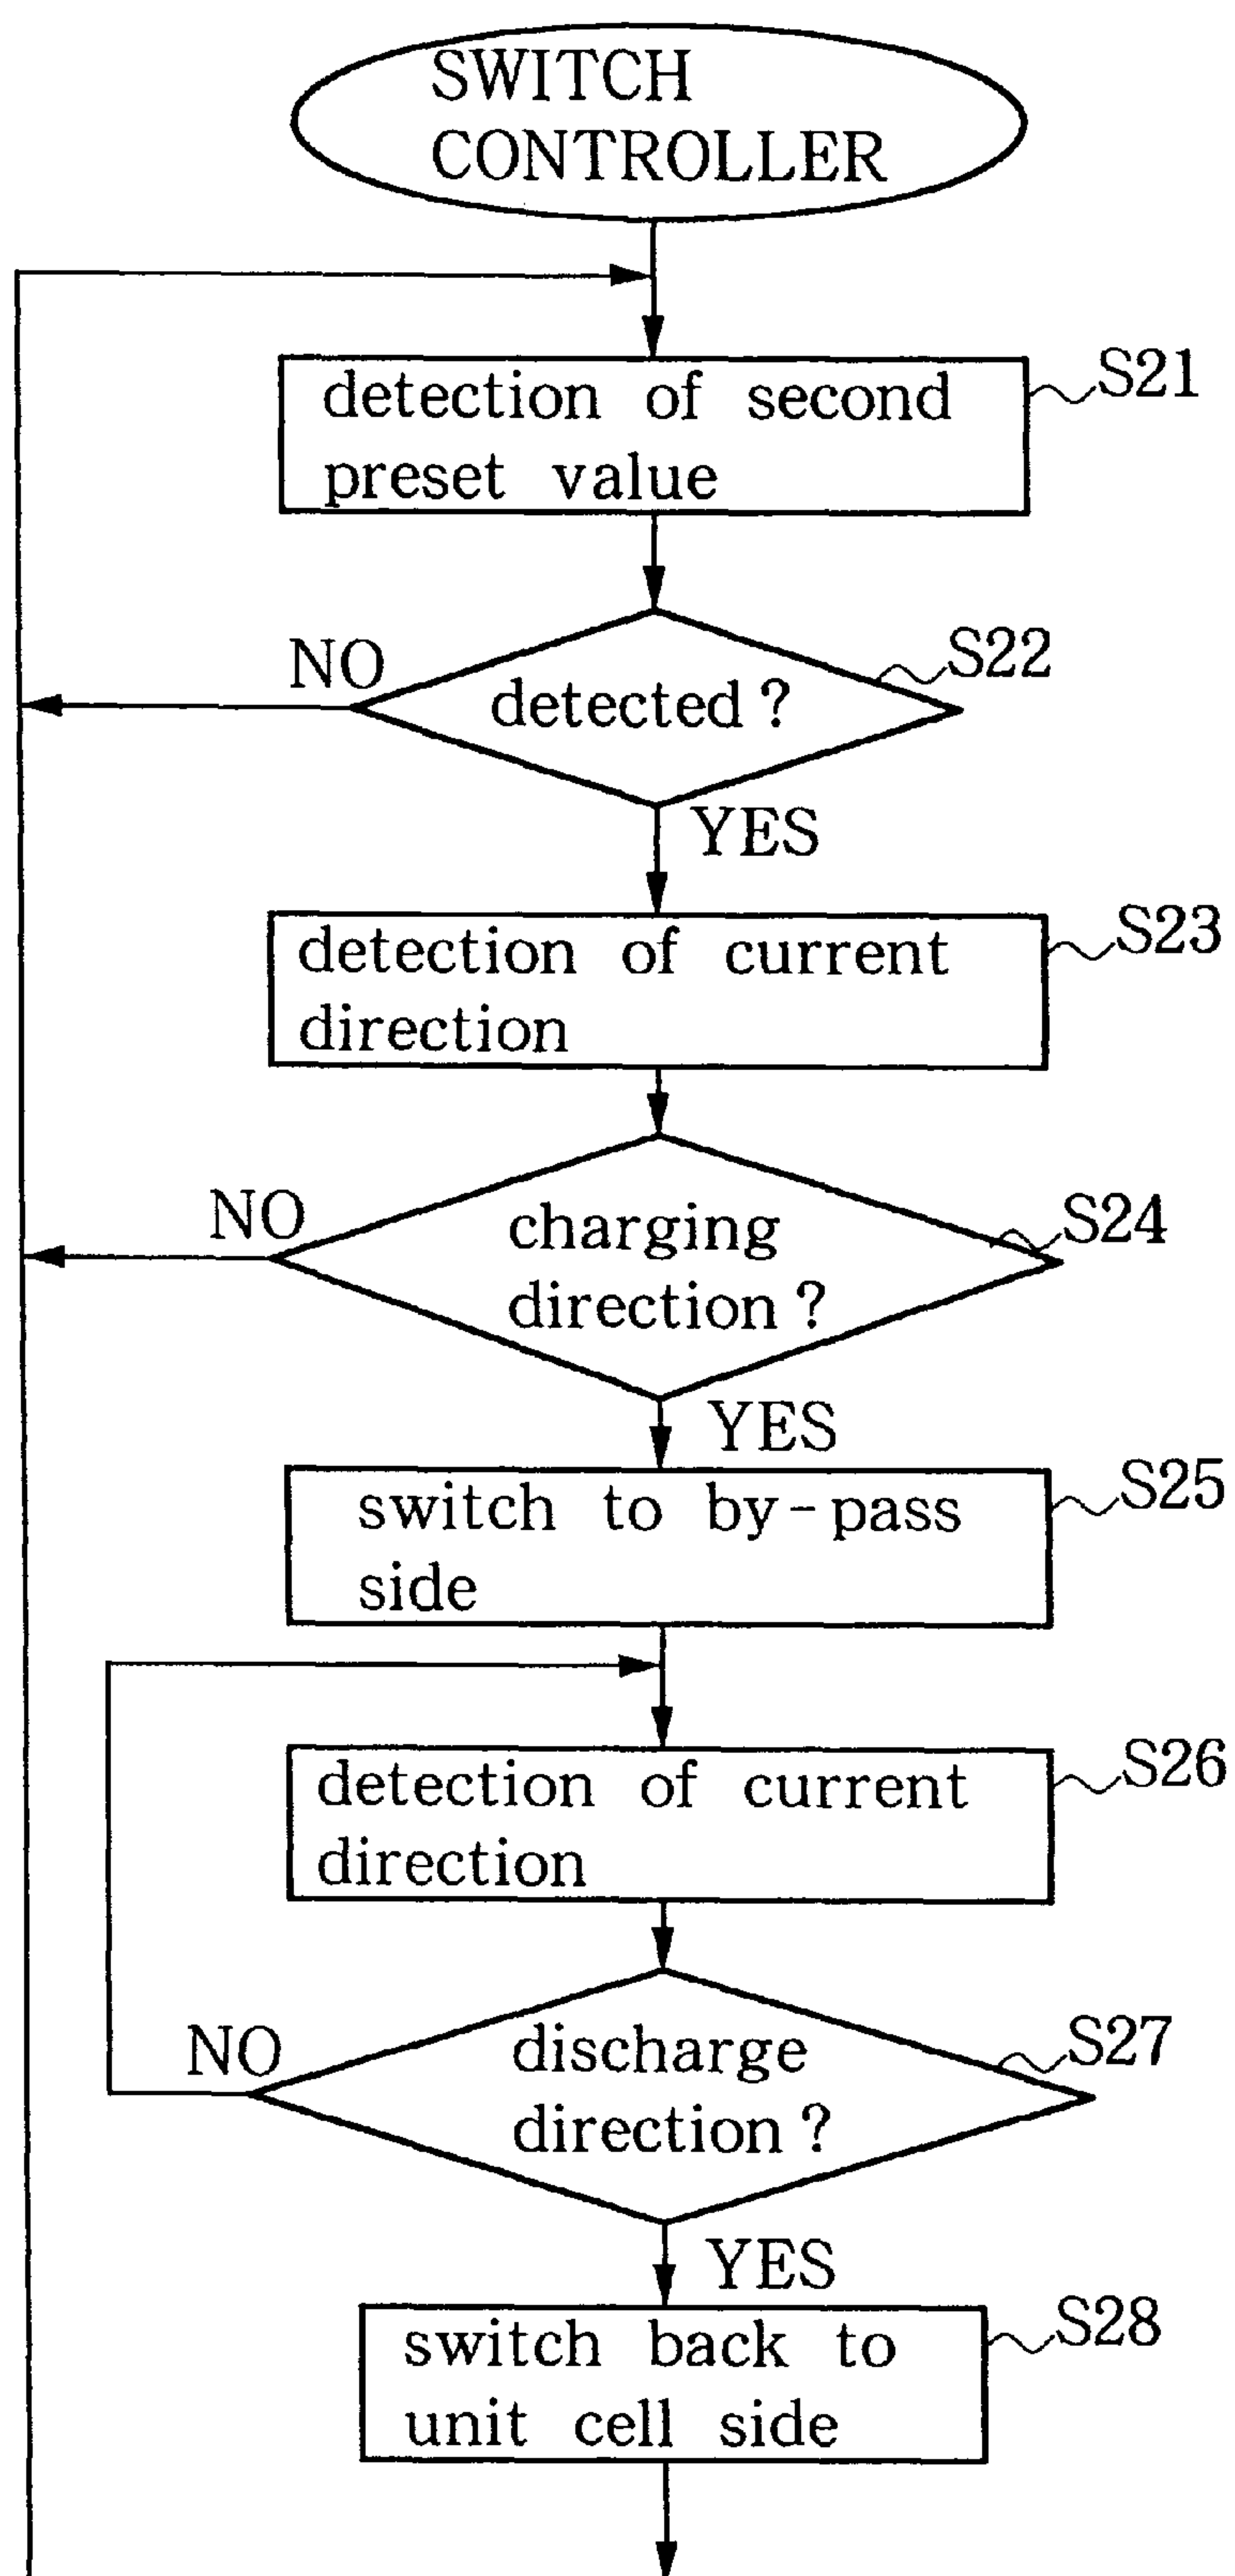 SWITCH
CONTROLLER
detection of second
preset value
S21
NO
detected?
S22
YES
detection of current
direction
S23
NO
charging
direction?
S24
YES
switch to by-pass
side
S25
detection of current
direction
S26
NO
discharge
direction?
S27
YES
switch back to
unit cell side
S28